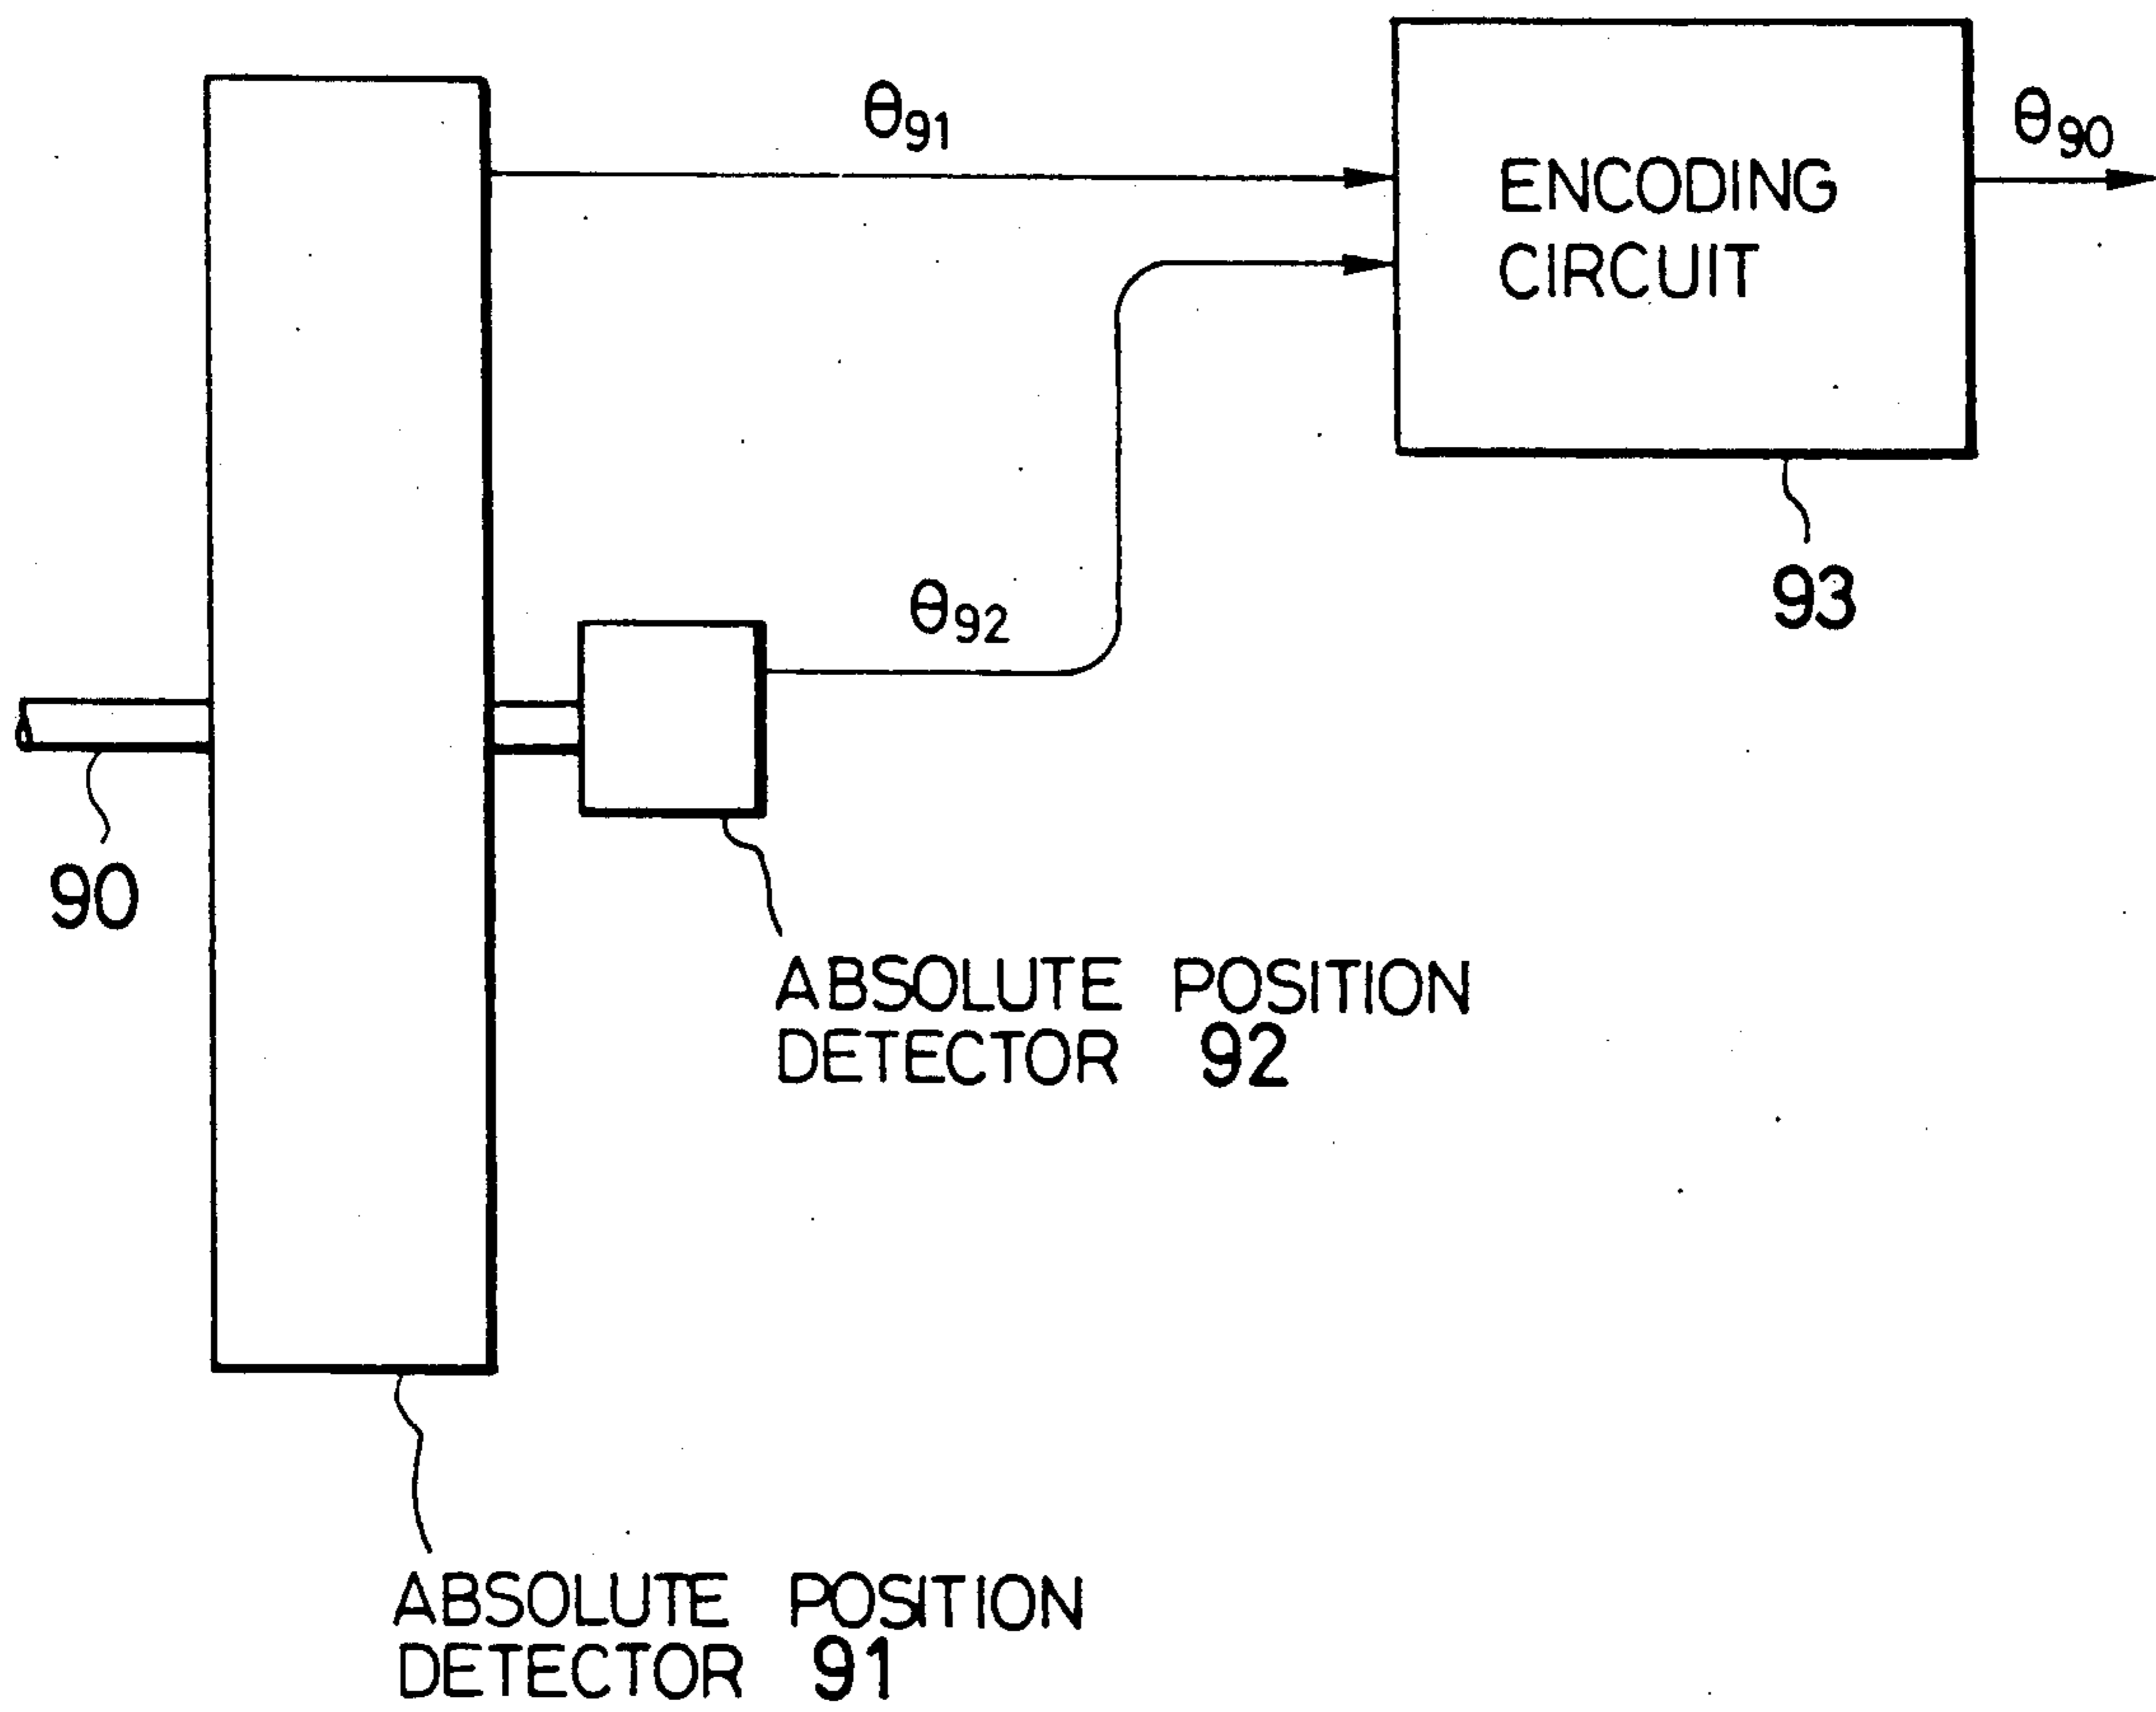 θ91
ENCODING
CIRCUIT
θ90
93
θ92
90
ABSOLUTE POSITION
DETECTOR 92
ABSOLUTE POSITION
DETECTOR 91